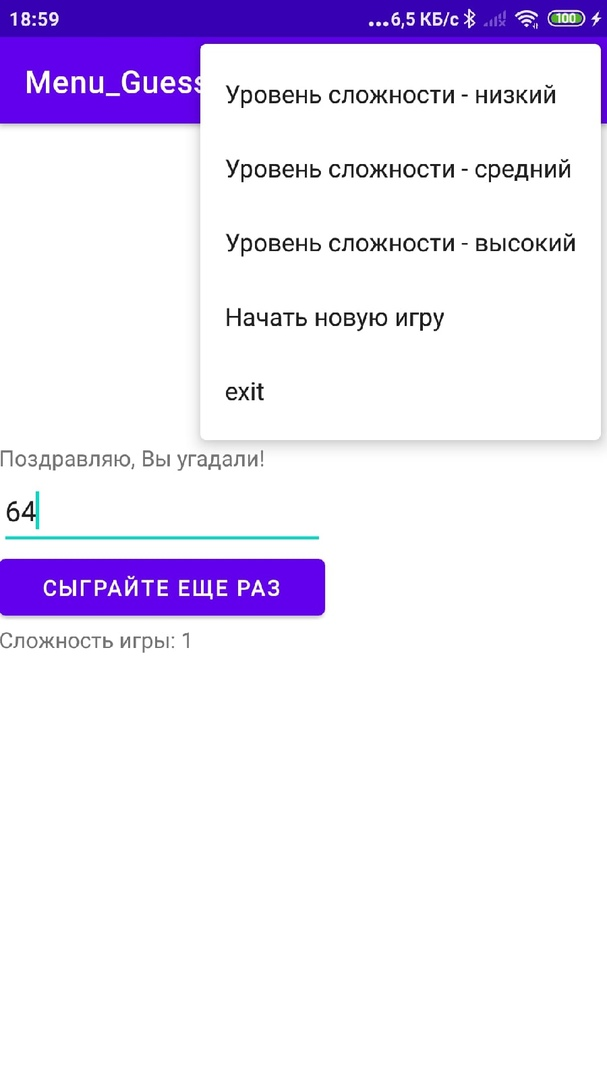 18:59
...6,5 КБ/с
100
Menu_Guess
Уровень сложности - низкий
Уровень сложности - средний
Уровень сложности - высокий
Начать новую игру
exit
Поздравляю, Вы угадали!
64
СЫГРАЙТЕ ЕЩЕ РАЗ
Сложность игры: 1